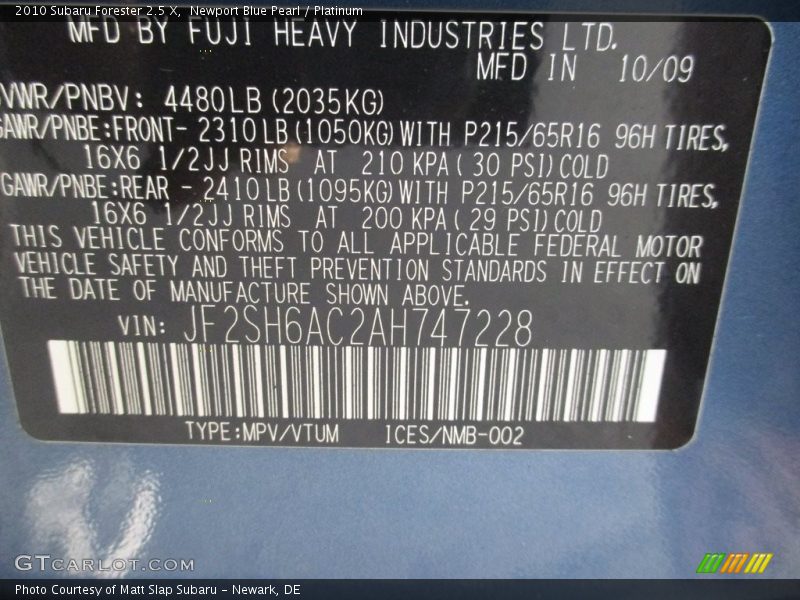 2010 Subaru Forester 2.5 X, Newport Blue Pearl / Platinum
MFD BY FUJI HEAVY INDUSTRIES LTD.
MFD IN 10/09
GVWR/PNBV: 4480LB (2035KG)
GAWR/PNBE:FRONT- 2310LB (1050KG) WITH P215/65R16 96H TIRES,
16X6 1/2JJ RIMS AT 210 KPA ( 30 PSI) COLD
GAWR/PNBE:REAR - 2410LB (1095KG) WITH P215/65R16 96H TIRES,
16X6 1/2JJ RIMS AT 200 KPA ( 29 PSI) COLD
THIS VEHICLE CONFORMS TO ALL APPLICABLE FEDERAL MOTOR
VEHICLE SAFETY AND THEFT PREVENTION STANDARDS IN EFFECT ON
THE DATE OF MANUFACTURE SHOWN ABOVE.
VIN: JF2SH6AC2AH747228
TYPE:MPV/VTUM ICES/NMB-002
GTCARLOT.COM
Photo Courtesy of Matt Slap Subaru - Newark, DE